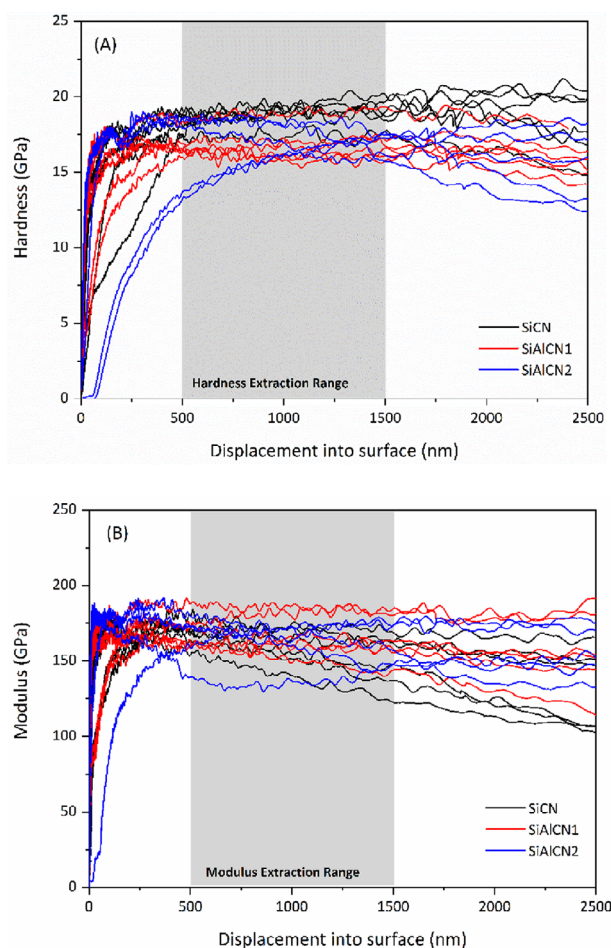 (A)
25
20
15
10
5
0
Hardness (GPa)
SiCN
SiAlCN1
SiAlCN2
Hardness Extraction Range
0 500 1000 1500 2000 2500
Displacement into surface (nm)
(B)
250
200
150
100
50
0
Modulus (GPa)
SiCN
SiAlCN1
SiAlCN2
Modulus Extraction Range
0 500 1000 1500 2000 2500
Displacement into surface (nm)